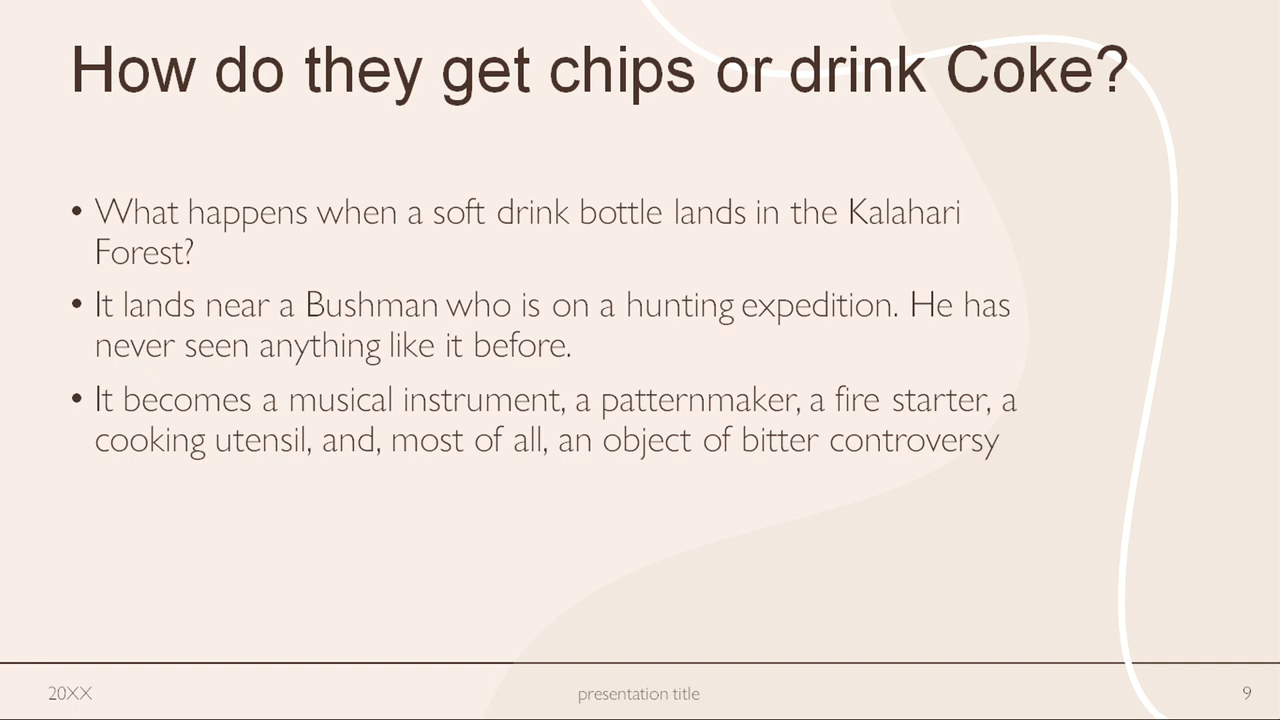 How do they get chips or drink Coke?
• What happens when a soft drink bottle lands in the Kalahari
Forest?
• It lands near a Bushman who is on a hunting expedition. He has
never seen anything like it before.
• It becomes a musical instrument, a patternmaker, a fire starter, a
cooking utensil, and, most of all, an object of bitter controversy
20XX
presentation title
9